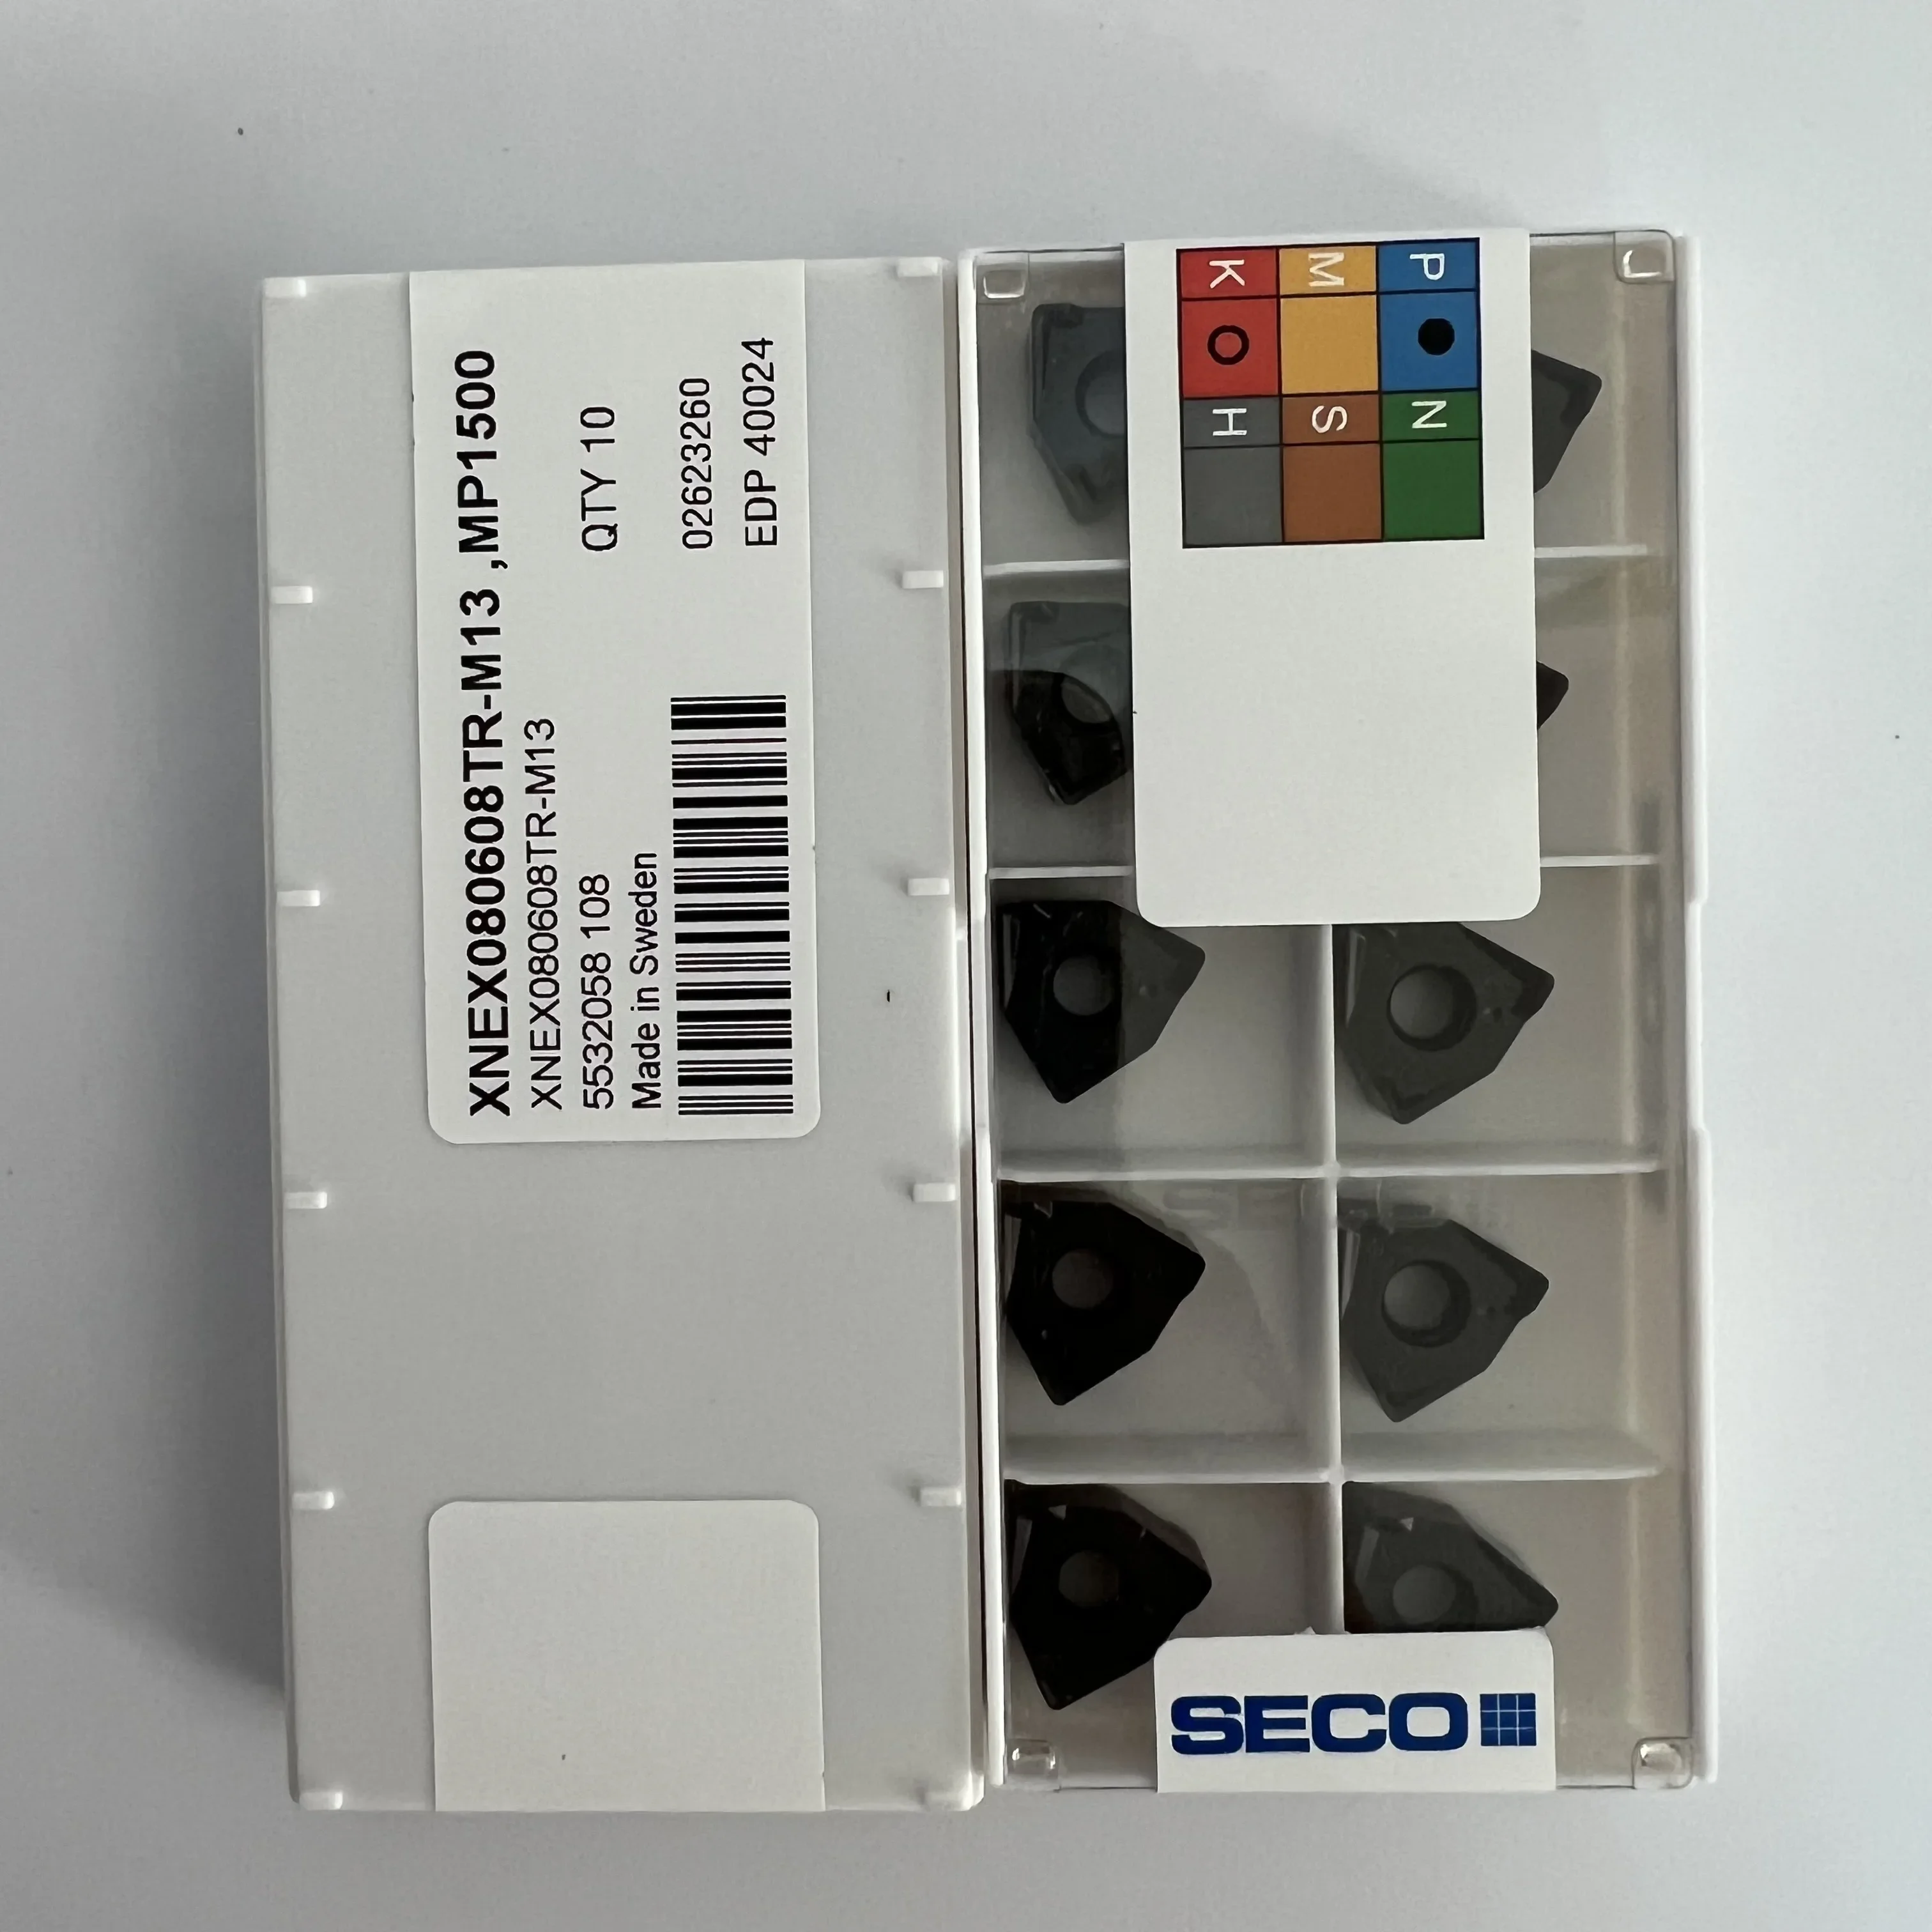 XNEX080608TR-M13 ,MP1500
XNEX080608TR-M13
5532058 108
QTY 10
Made in Sweden
02623260
EDP 40024
P
N
M
S
K
H
SECO